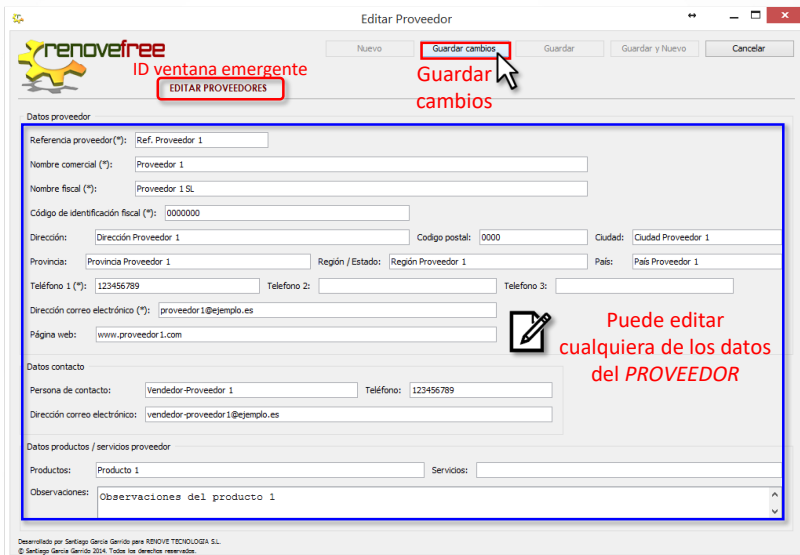 Editar Proveedor
renovefree
Nuevo Guardar cambios Guardar Guardar y Nuevo Cancelar
ID ventana emergente
EDITAR PROVEEDORES
Guardar
cambios
Datos proveedor
Referencia proveedor(*): Ref. Proveedor 1
Nombre comercial (*): Proveedor 1
Nombre fiscal (*): Proveedor 1 SL
Código de identificación fiscal (*): 0000000
Dirección: Dirección Proveedor 1 Codigo postal: 0000 Ciudad: Ciudad Proveedor 1
Provincia: Provincia Proveedor 1 Región / Estado: Región Proveedor 1 País: País Proveedor 1
Teléfono 1 (*): 123456789 Telefono 2: Telefono 3:
Dirección correo electrónico (*): proveedor1@ejemplo.es
Página web: www.proveedor1.com
Puede editar
cualquiera de los datos
del PROVEEDOR
Datos contacto
Persona de contacto: Vendedor-Proveedor 1 Teléfono: 123456789
Dirección correo electrónico: vendedor-proveedor1@ejemplo.es
Datos productos / servicios proveedor
Productos: Producto 1 Servicios:
Observaciones: Observaciones del producto 1
Desarrollado por Santiago Garcia Garrido para RENOVE TECNOLOGIA S.L.
© Santiago Garcia Garrido 2014. Todos los derechos reservados.